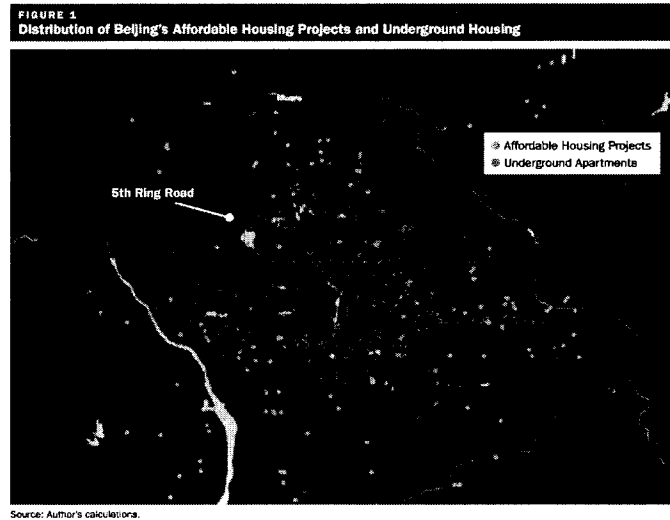 FIGURE 1
Distribution of Beijing's Affordable Housing Projects and Underground Housing
Affordable Housing Projects
Underground Apartments
5th Ring Road
Source: Author's calculations.